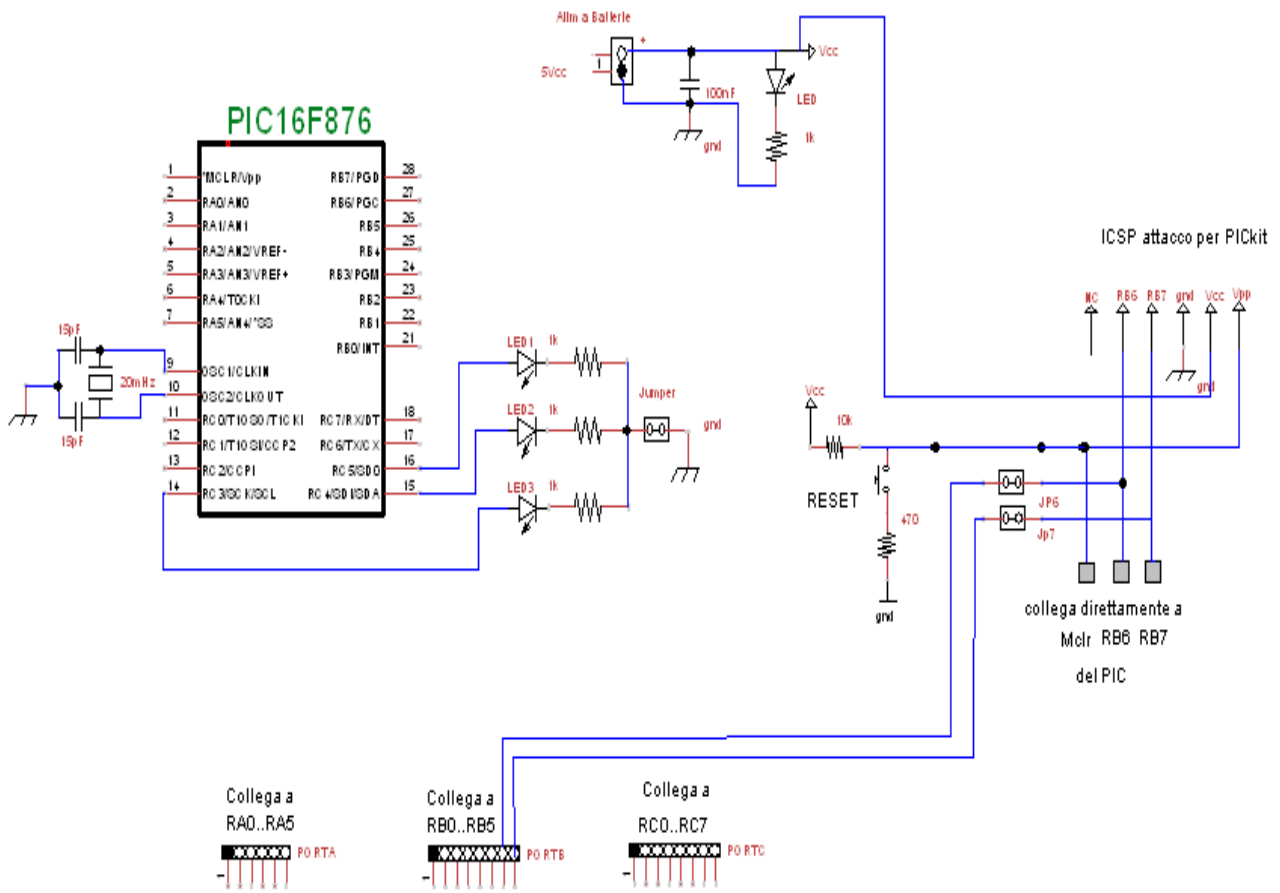 Alim a Batterie
+
1
5Vcc
Vcc
100nF
LED
1k
gnd
PIC16F876
1 *MCLR/Vpp RB7/PGD 28
2 RA0/AN0 RB6/PGC 27
3 RA1/AN1 RB5 26
4 RA2/AN2/VREF- RB4 25
5 RA3/AN3/VREF+ RB3/PGM 24
6 RA4/TOCKI RB2 23
7 RA5/AN4/*SS RB1 22
RB0/INT 21
9 OSC1/CLKIN
10 OSC2/CLKOUT
11 RC0/T1OSO/T1CKI RC7/RX/DT 18
12 RC1/T1OSI/CCP2 RC6/TX/CX 17
13 RC2/CCP1 RC5/SDO 16
14 RC3/SCK/SCL RC4/SDI/SDA 15
15pF
20mHz
15pF
LED1 1k
LED2 1k
LED3 1k
Jumper
gnd
ICSP attacco per PICkit
NC RB6 RB7 gnd Vcc Vpp
gnd
Vcc
10k
RESET
470
gnd
JP6
Jp7
collega direttamente a
Mclr RB6 RB7
del PIC
Collega a
RA0..RA5
PORTA
Collega a
RB0..RB5
PORTB
Collega a
RC0..RC7
PORTC